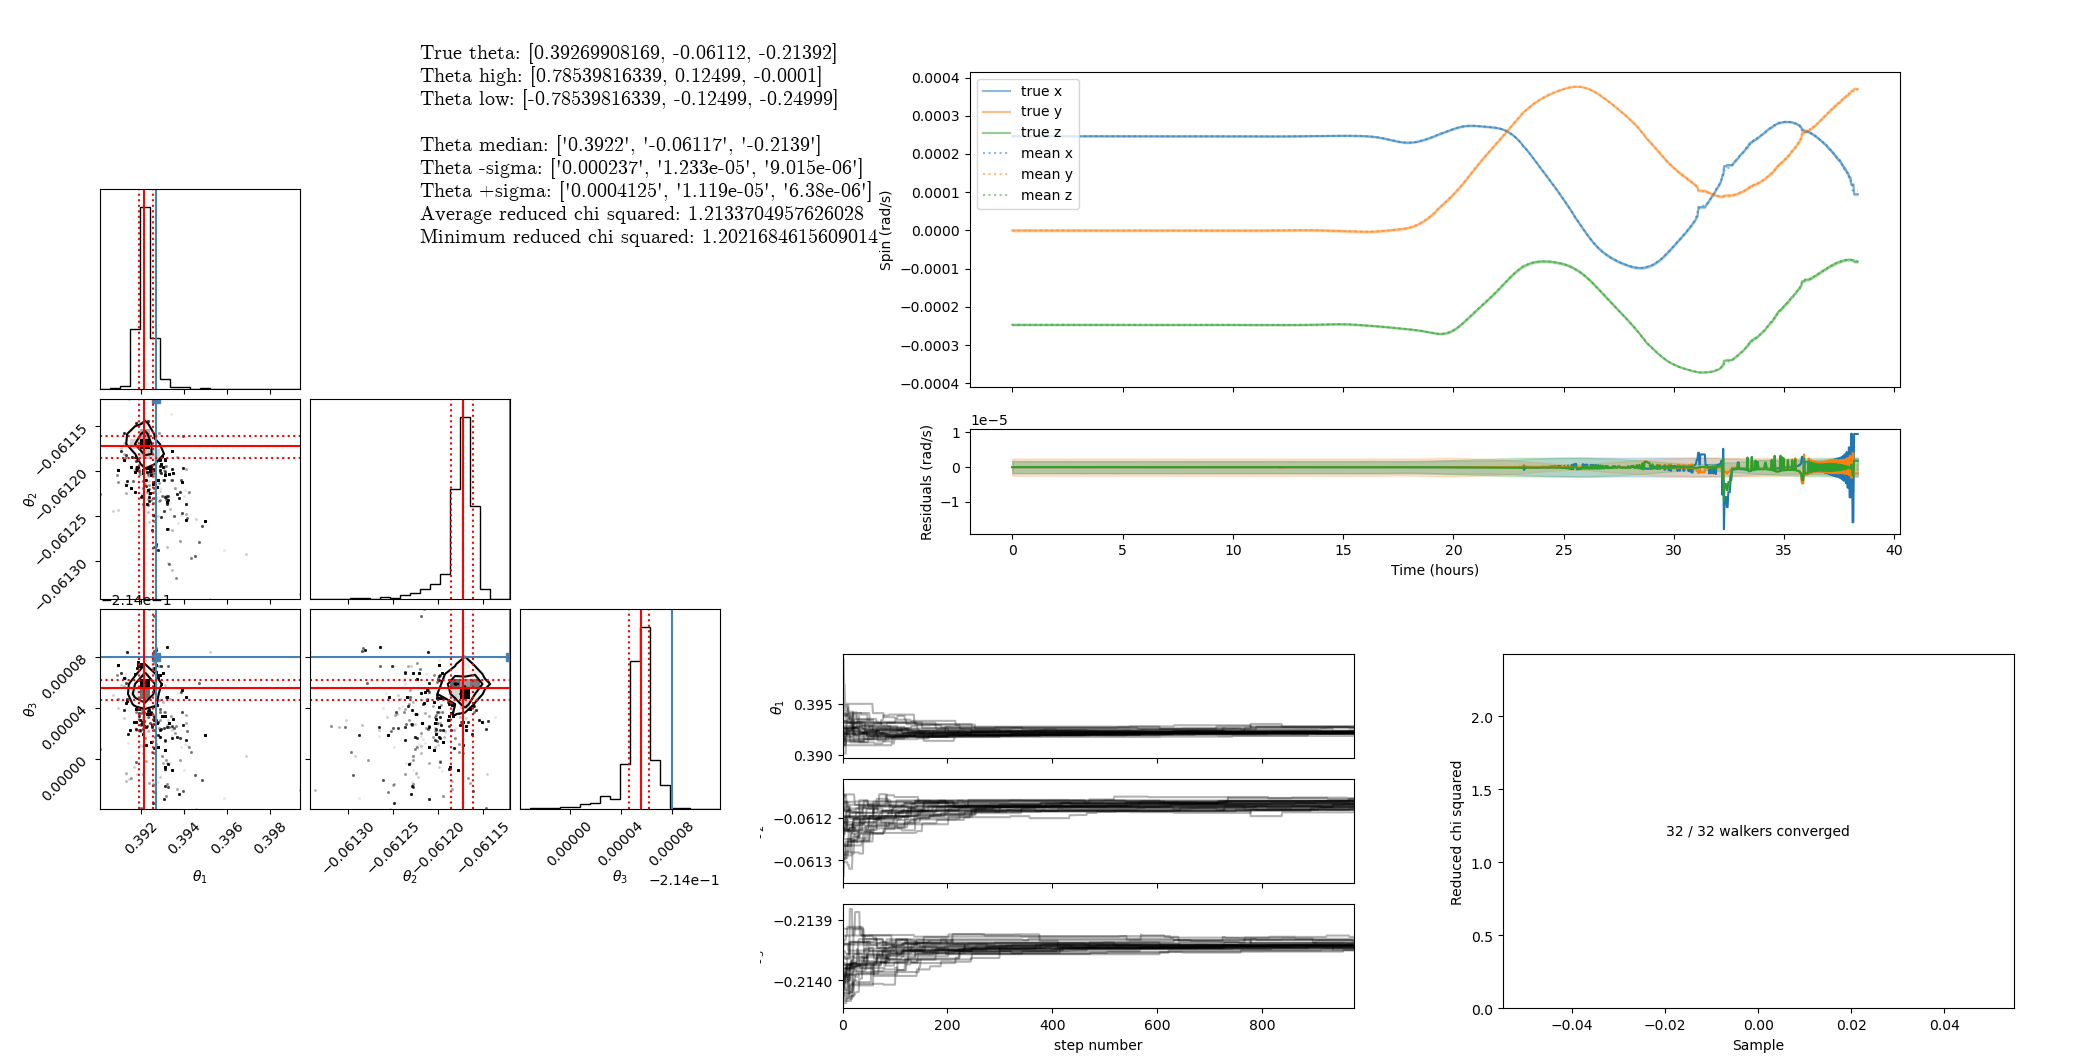 True theta: [0.39269908169, -0.06112, -0.21392]
Theta high: [0.78539816339, 0.12499, -0.0001]
Theta low: [-0.78539816339, -0.12499, -0.24999]
Theta median: ['0.3922', '-0.06117', '-0.2139']
Theta -sigma: ['0.000237', '1.233e-05', '9.015e-06']
Theta +sigma: ['0.0004125', '1.119e-05', '6.38e-06']
Average reduced chi squared: 1.2133704957626028
Minimum reduced chi squared: 1.2021684615609014
0.0004
0.0003
0.0002
0.0001
0.0000
−0.0001
−0.0002
−0.0003
−0.0004
Spin (rad/s)
true x
true y
true z
mean x
mean y
mean z
1e−5
1
0
−1
Residuals (rad/s)
0 5 10 15 20 25 30 35 40
Time (hours)
−0.06115
−0.06120
−0.06125
−0.06130
θ2
−2.14e−1
0.00008
0.00004
0.00000
θ3
0.392 0.394 0.396 0.398
θ1
−0.06130 −0.06125 −0.06120 −0.06115
θ2
0.00000 0.00004 0.00008
θ3
−2.14e−1
θ1
0.395
0.390
−0.0612
−0.0613
−0.2139
−0.2140
0 200 400 600 800
step number
Reduced chi squared
2.0
1.5
1.0
0.5
0.0
32 / 32 walkers converged
−0.04 −0.02 0.00 0.02 0.04
Sample